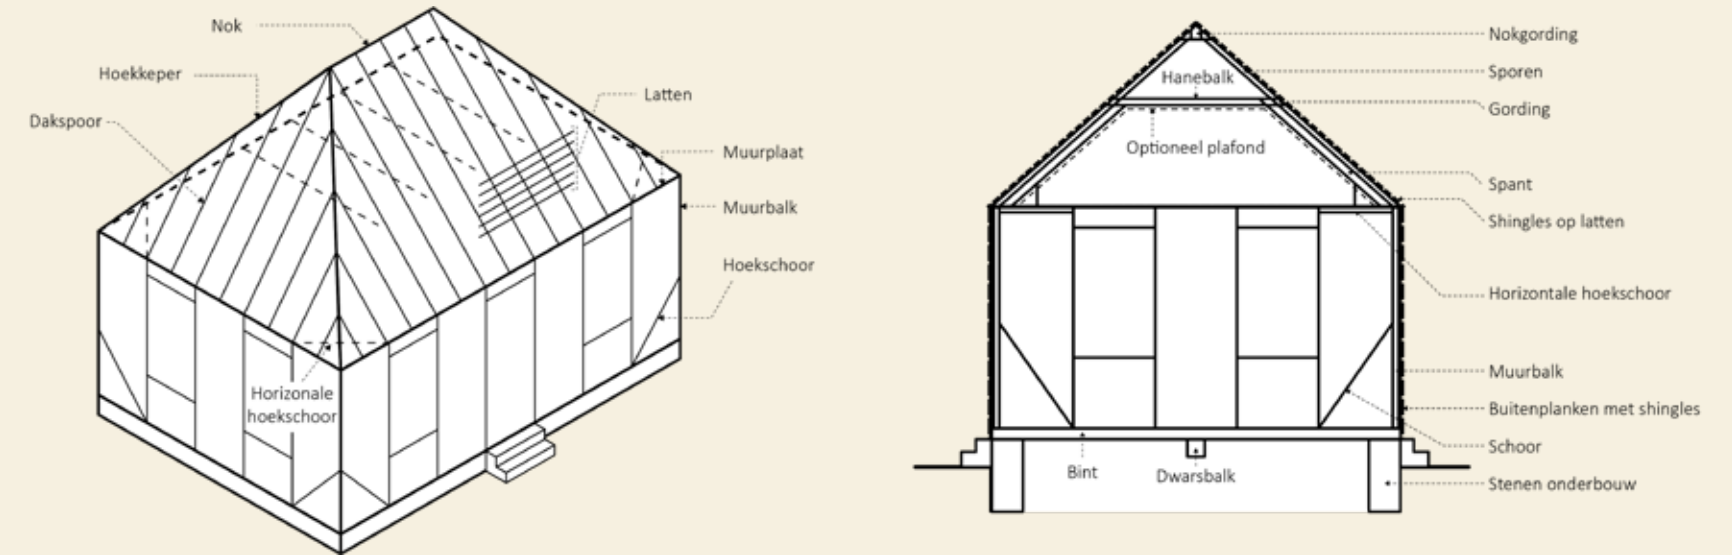 Nok
Hoekkeper
Dakspoor
Latten
Muurplaat
Muurbalk
Hoekschoor
Horizonale
hoekschoor
Nokgording
Sporen
Hanebalk
Gording
Optioneel plafond
Spant
Shingles op latten
Horizontale hoekschoor
Muurbalk
Buitenplanken met shingles
Schoor
Bint
Dwarsbalk
Stenen onderbouw